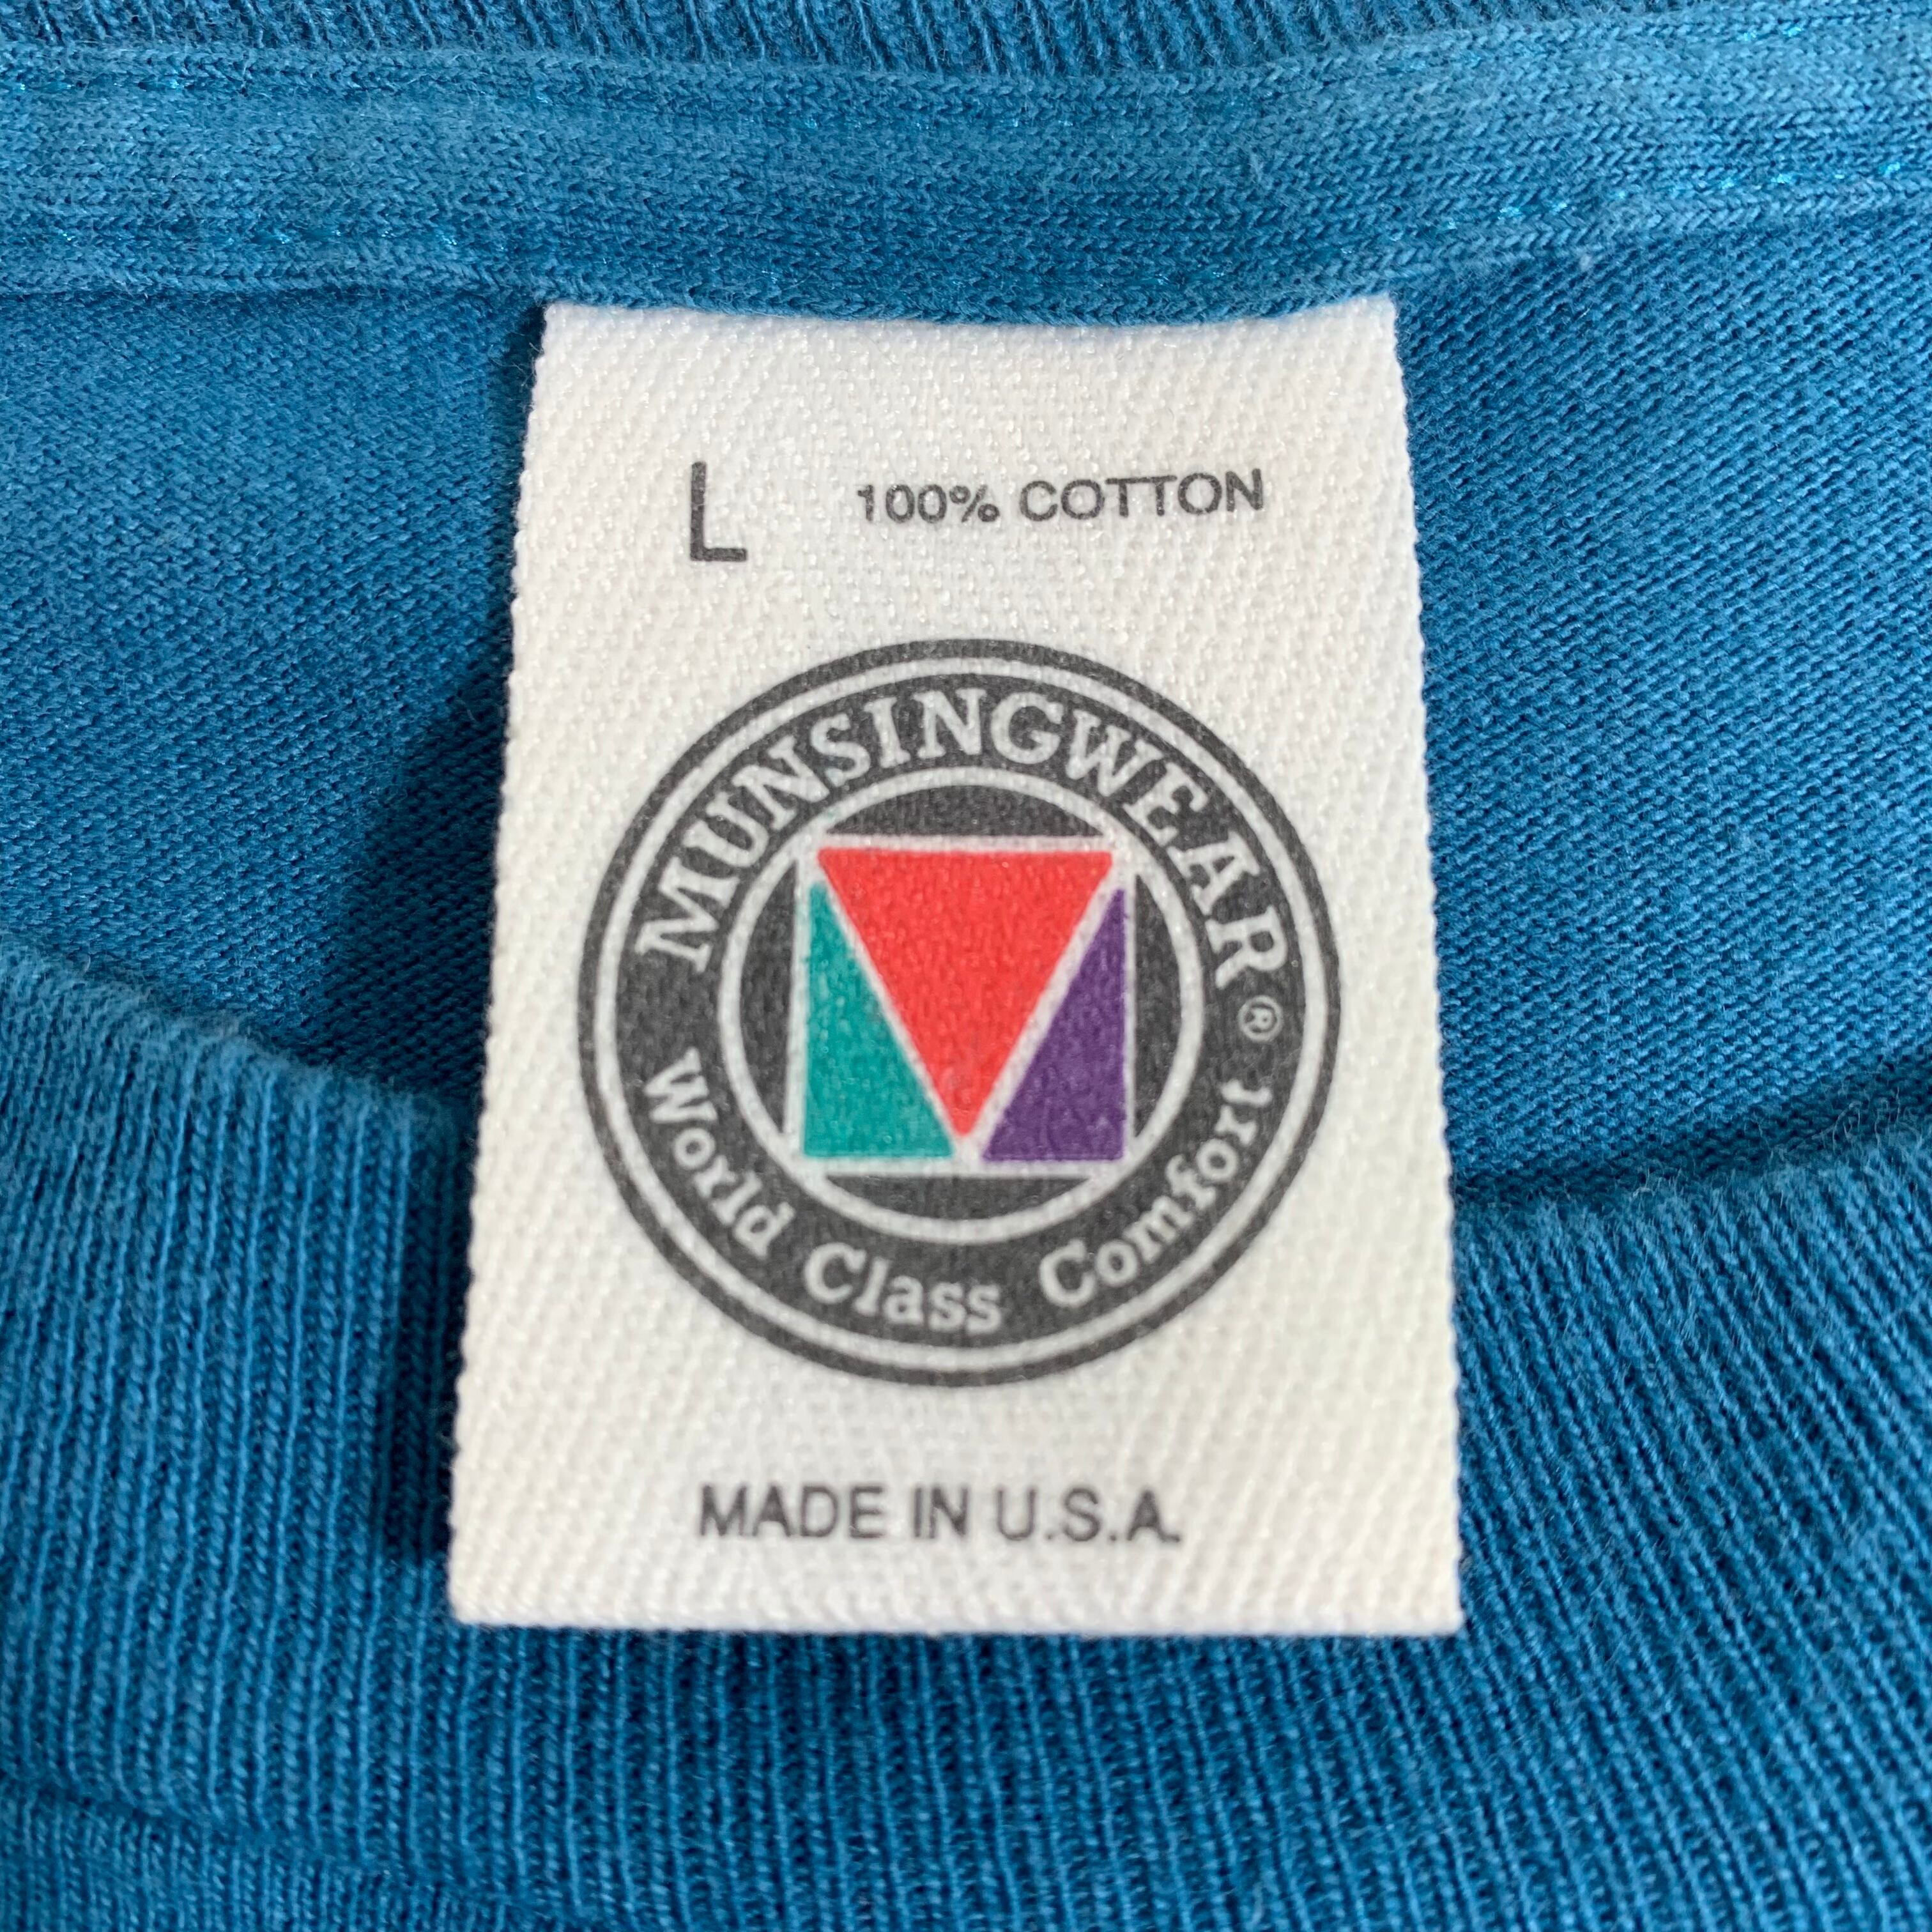 L 100% COTTON
MUNSINGWEAR®
World Class Comfort
MADE IN U.S.A.